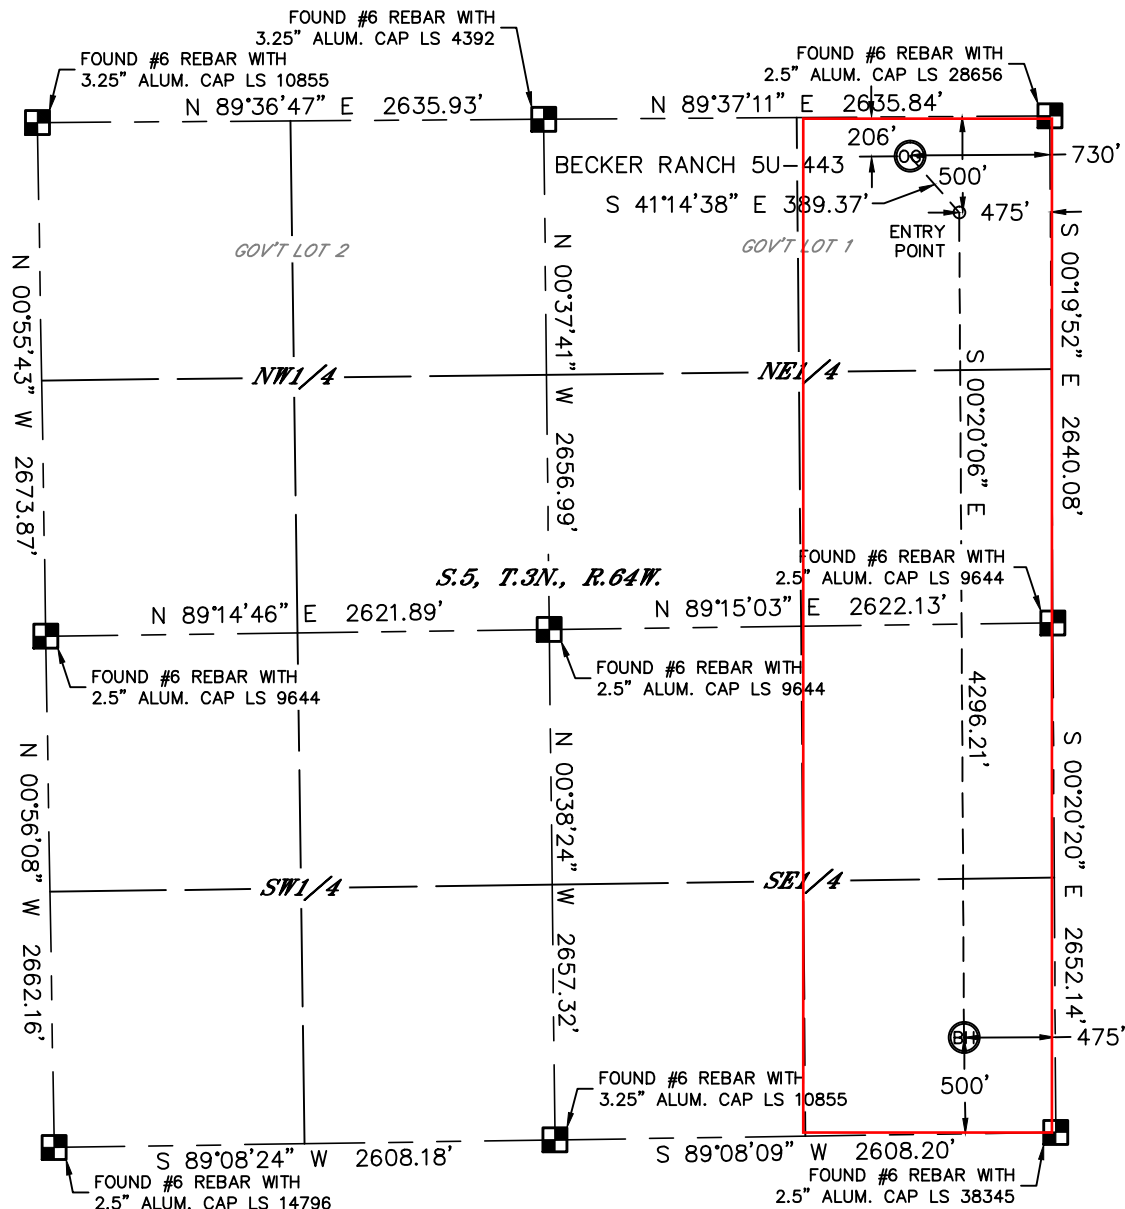 FOUND #6 REBAR WITH
3.25" ALUM. CAP LS 4392
FOUND #6 REBAR WITH
3.25" ALUM. CAP LS 10855
FOUND #6 REBAR WITH
2.5" ALUM. CAP LS 28656
N 89°36'47" E 2635.93'
N 89°37'11" E 2635.84'
206'
BECKER RANCH 5U-443
730'
500'
S 41°14'38" E 389.37'
475'
ENTRY
POINT
GOV'T LOT 2
GOV'T LOT 1
N 00°55'43" W 2673.87'
N 00°37'41" W 2656.99'
S 00°20'06" E
4296.21'
S 00°19'52" E 2640.08'
NW1/4
NE1/4
S.5, T.3N., R.64W.
FOUND #6 REBAR WITH
2.5" ALUM. CAP LS 9644
N 89°14'46" E 2621.89'
N 89°15'03" E 2622.13'
FOUND #6 REBAR WITH
2.5" ALUM. CAP LS 9644
FOUND #6 REBAR WITH
2.5" ALUM. CAP LS 9644
N 00°56'08" W 2662.16'
N 00°38'24" W 2657.32'
S 00°20'20" E 2652.14'
SW1/4
SE1/4
BH
475'
500'
FOUND #6 REBAR WITH
3.25" ALUM. CAP LS 10855
S 89°08'24" W 2608.18'
S 89°08'09" W 2608.20'
FOUND #6 REBAR WITH
2.5" ALUM. CAP LS 14796
FOUND #6 REBAR WITH
2.5" ALUM. CAP LS 38345